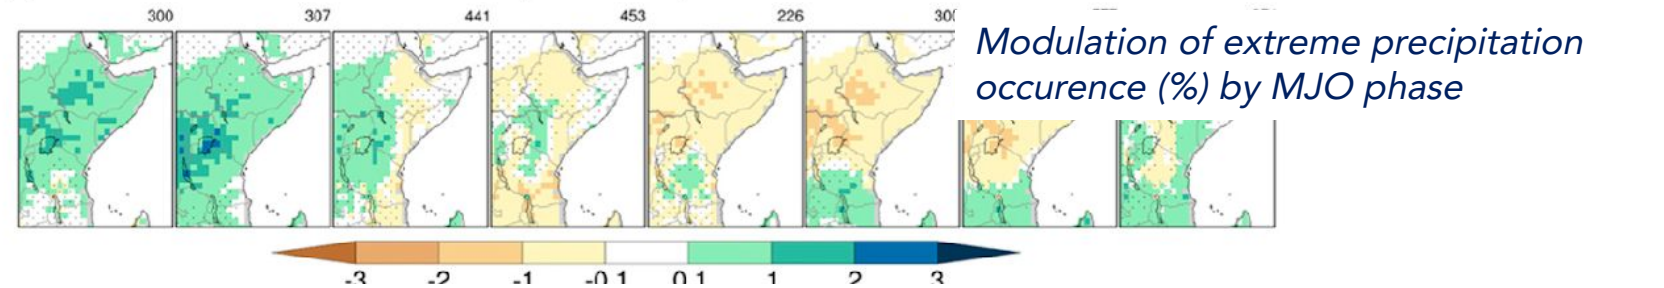 300 307 441 453 226
Modulation of extreme precipitation
occurence (%) by MJO phase
-3 -2 -1 -0.1 0.1 1 2 3